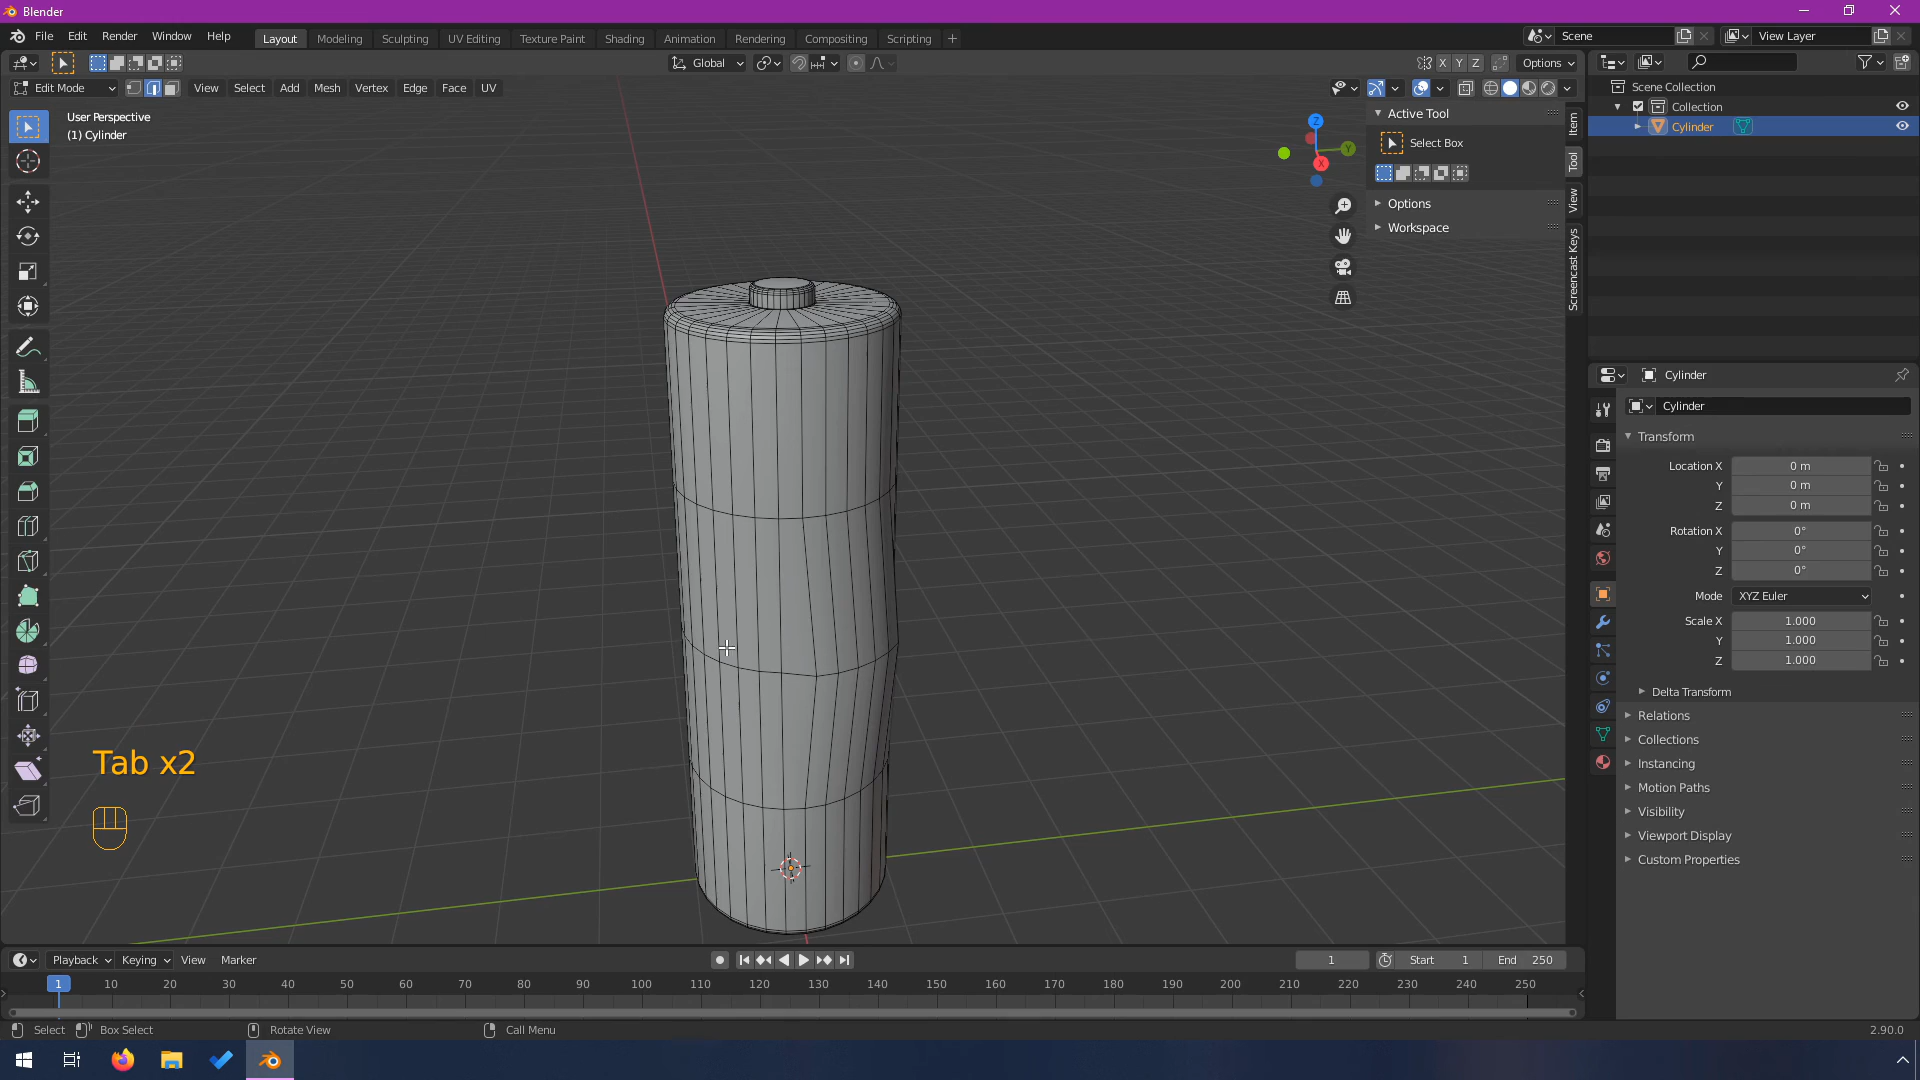 Blender
File Edit Render Window Help
Layout Modeling Sculpting UV Editing Texture Paint Shading Animation Rendering Compositing Scripting +
Scene
View Layer
Global
X Y Z
Options
Edit Mode
View Select Add Mesh Vertex Edge Face UV
User Perspective
(1) Cylinder
Z
Y
X
Active Tool
Select Box
Options
Workspace
Item
Tool
View
Screencast Keys
Scene Collection
Collection
Cylinder
Cylinder
Cylinder
Transform
Location X 0 m
Y 0 m
Z 0 m
Rotation X 0°
Y 0°
Z 0°
Mode XYZ Euler
Scale X 1.000
Y 1.000
Z 1.000
Delta Transform
Relations
Collections
Instancing
Motion Paths
Visibility
Viewport Display
Custom Properties
Tab x2
Playback Keying View Marker
1
Start 1
End 250
1 10 20 30 40 50 60 70 80 90 100 110 120 130 140 150 160 170 180 190 200 210 220 230 240 250
Select Box Select Rotate View Call Menu
2.90.0